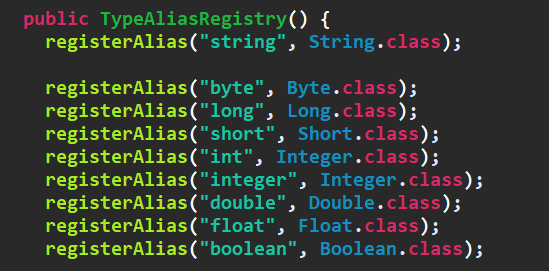 public TypeAliasRegistry() {
registerAlias("string", String.class);
registerAlias("byte", Byte.class);
registerAlias("long", Long.class);
registerAlias("short", Short.class);
registerAlias("int", Integer.class);
registerAlias("integer", Integer.class);
registerAlias("double", Double.class);
registerAlias("float", Float.class);
registerAlias("boolean", Boolean.class);